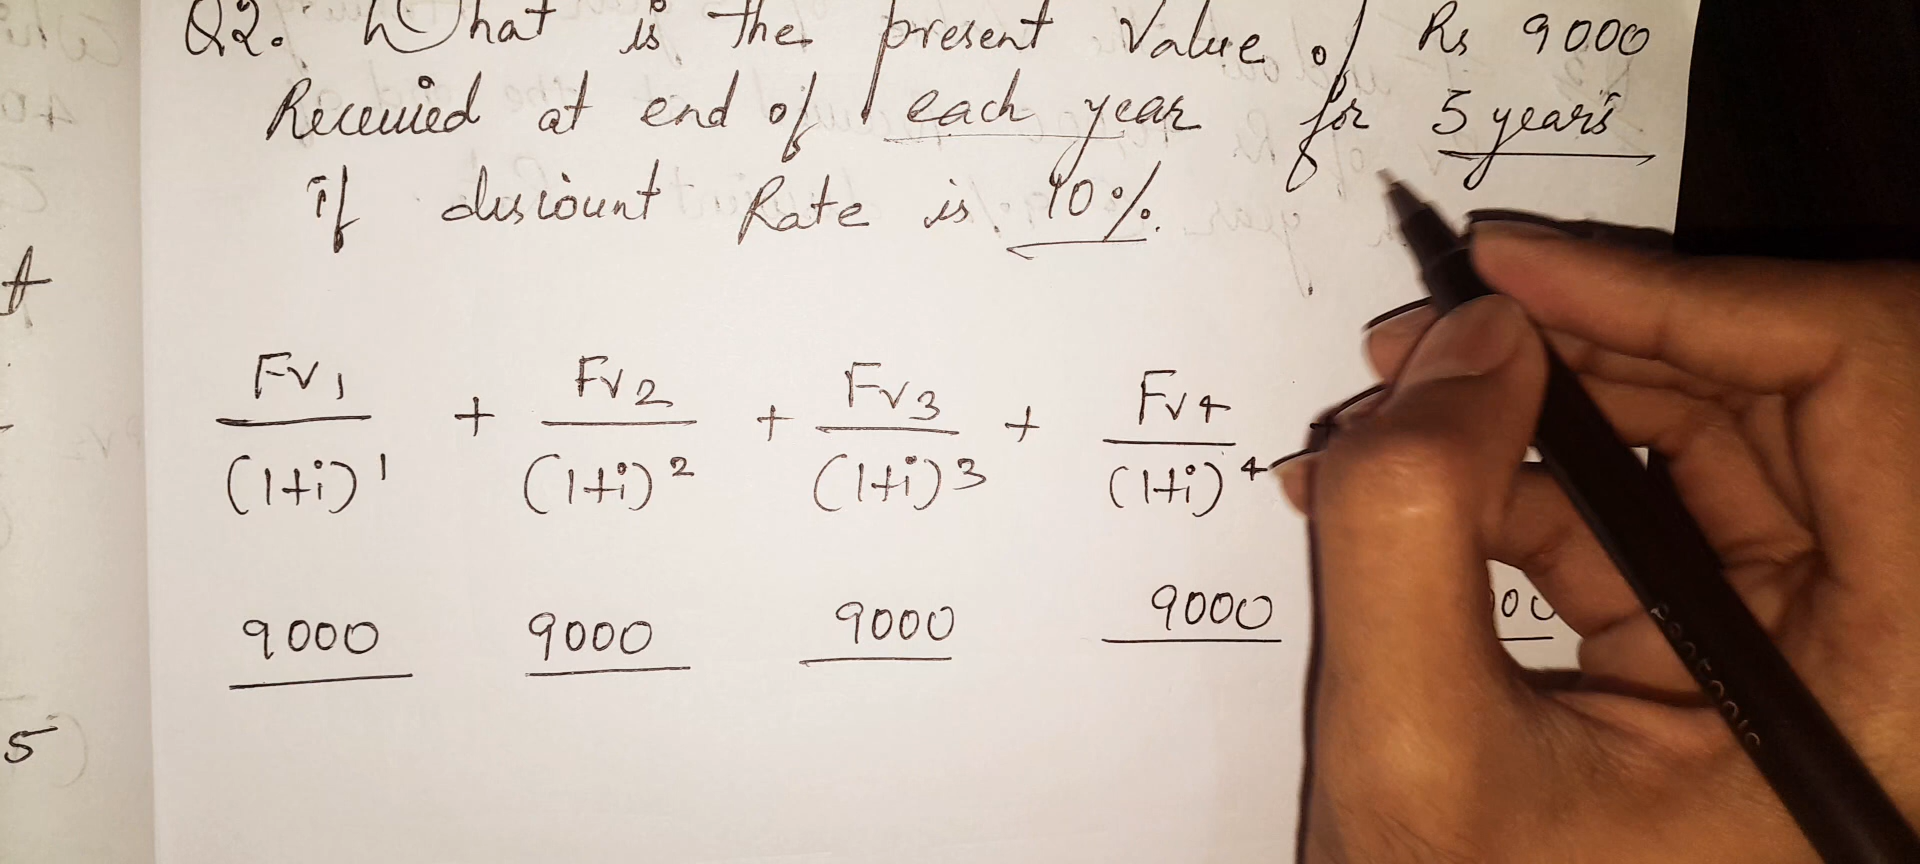 Q2. What is the present Value of Rs 9000
Received at end of each year for 5 years
if discount Rate is 10%.
Fv1 + Fv2 + Fv3 + Fv4
(1+i)1 (1+i)2 (1+i)3 (1+i)4
9000 9000 9000 9000
5